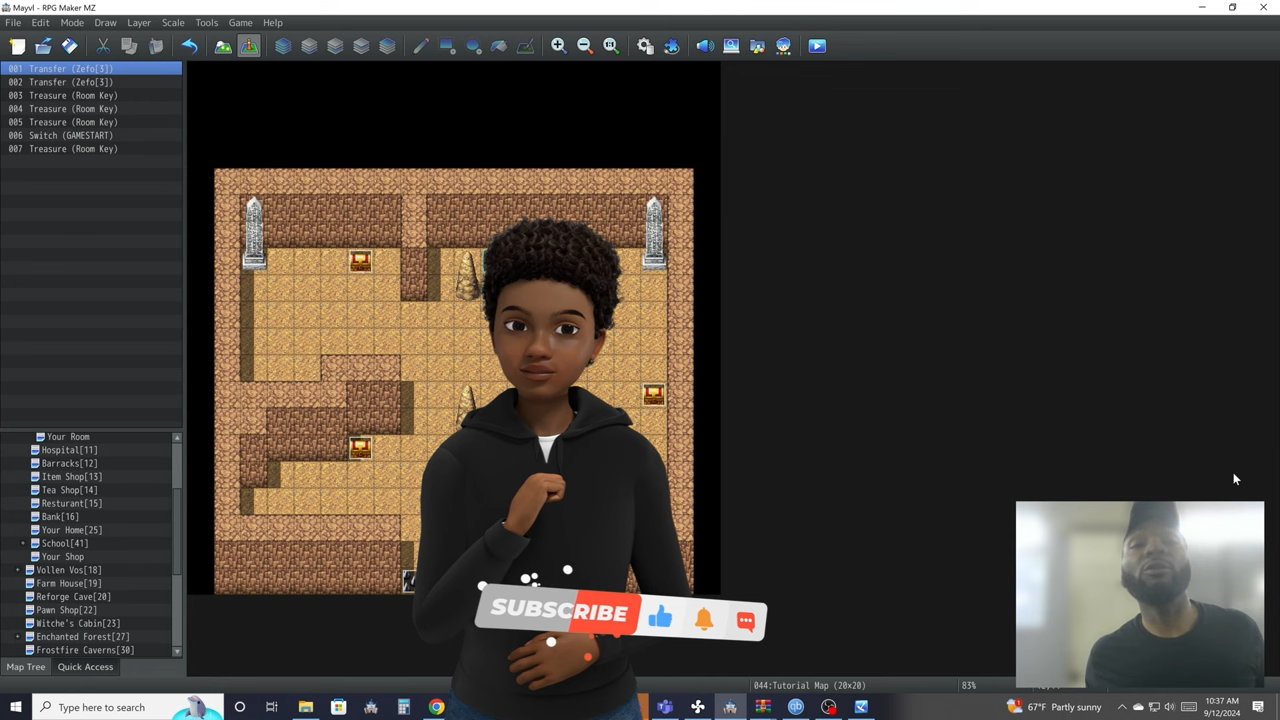 Mayvl - RPG Maker MZ
File Edit Mode Draw Layer Scale Tools Game Help
001 Transfer (Zefo[3])
002 Transfer (Zefo[3])
003 Treasure (Room Key)
004 Treasure (Room Key)
005 Treasure (Room Key)
006 Switch (GAMESTART)
007 Treasure (Room Key)
Your Room
Hospital[11]
Barracks[12]
Item Shop[13]
Tea Shop[14]
Resturant[15]
Bank[16]
Your Home[25]
School[41]
Your Shop
Vollen Vos[18]
Farm House[19]
Reforge Cave[20]
Pawn Shop[22]
Witche's Cabin[23]
Enchanted Forest[27]
Frostfire Caverns[30]
Map Tree Quick Access
SUBSCRIBE
044:Tutorial Map (20x20) 83%
Type here to search
67°F Partly sunny
10:37 AM
9/12/2024